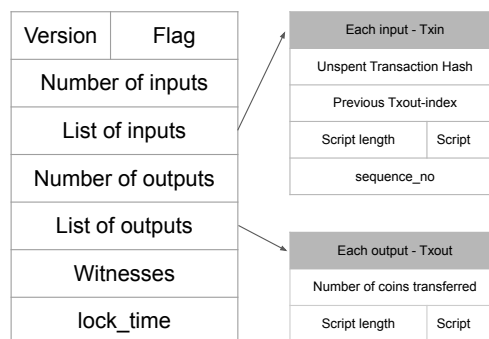 Version Flag
Number of inputs
List of inputs
Number of outputs
List of outputs
Witnesses
lock_time
Each input - Txin
Unspent Transaction Hash
Previous Txout-index
Script length Script
sequence_no
Each output - Txout
Number of coins transferred
Script length Script